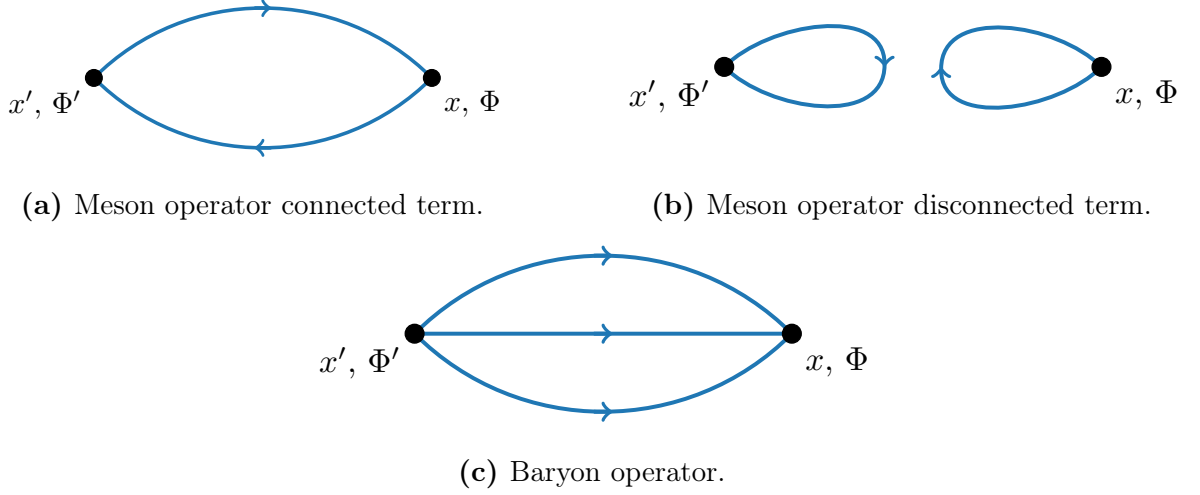 x′, Φ′
x, Φ
x′, Φ′
x, Φ
(a) Meson operator connected term.
(b) Meson operator disconnected term.
x′, Φ′
x, Φ
(c) Baryon operator.